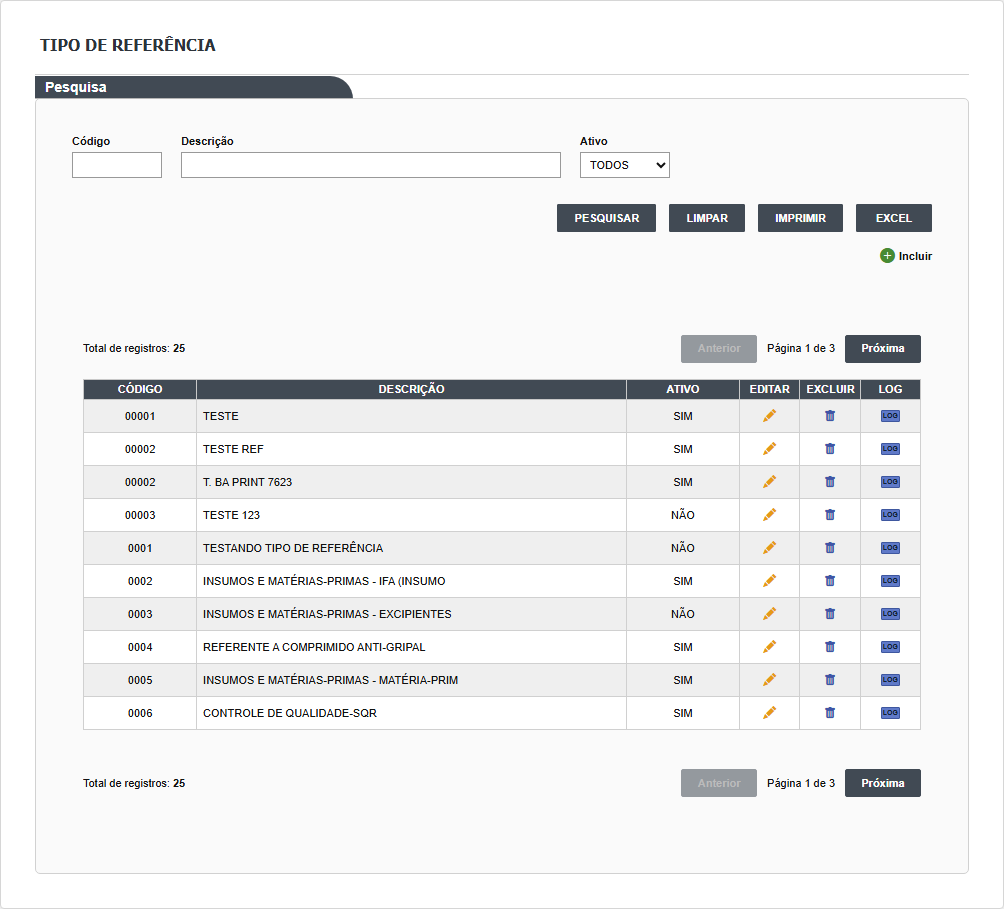 TIPO DE REFERÊNCIA
Pesquisa
Código Descrição Ativo
TODOS
PESQUISAR LIMPAR IMPRIMIR EXCEL
Incluir
Total de registros: 25 Anterior Página 1 de 3 Próxima
CÓDIGO DESCRIÇÃO ATIVO EDITAR EXCLUIR LOG
00001 TESTE SIM LOG
00002 TESTE REF SIM LOG
00002 T. BA PRINT 7623 SIM LOG
00003 TESTE 123 NÃO LOG
0001 TESTANDO TIPO DE REFERÊNCIA NÃO LOG
0002 INSUMOS E MATÉRIAS-PRIMAS - IFA (INSUMO SIM LOG
0003 INSUMOS E MATÉRIAS-PRIMAS - EXCIPIENTES NÃO LOG
0004 REFERENTE A COMPRIMIDO ANTI-GRIPAL SIM LOG
0005 INSUMOS E MATÉRIAS-PRIMAS - MATÉRIA-PRIM SIM LOG
0006 CONTROLE DE QUALIDADE-SQR SIM LOG
Total de registros: 25 Anterior Página 1 de 3 Próxima